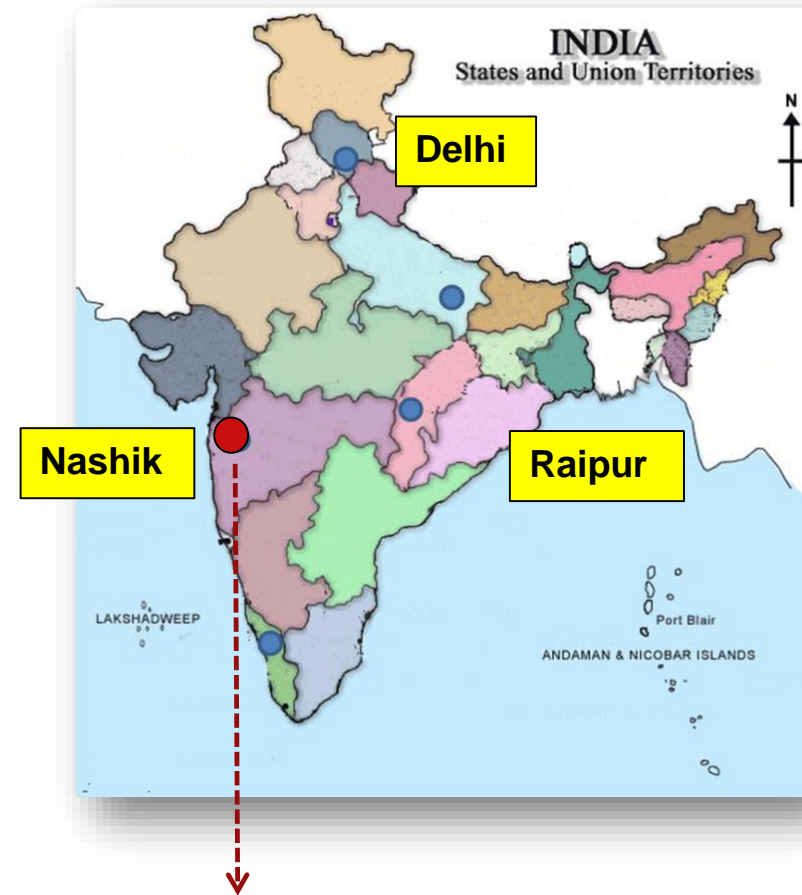 INDIA
States and Union Territories
N
Delhi
Nashik
Raipur
LAKSHADWEEP
Port Blair
ANDAMAN & NICOBAR ISLANDS